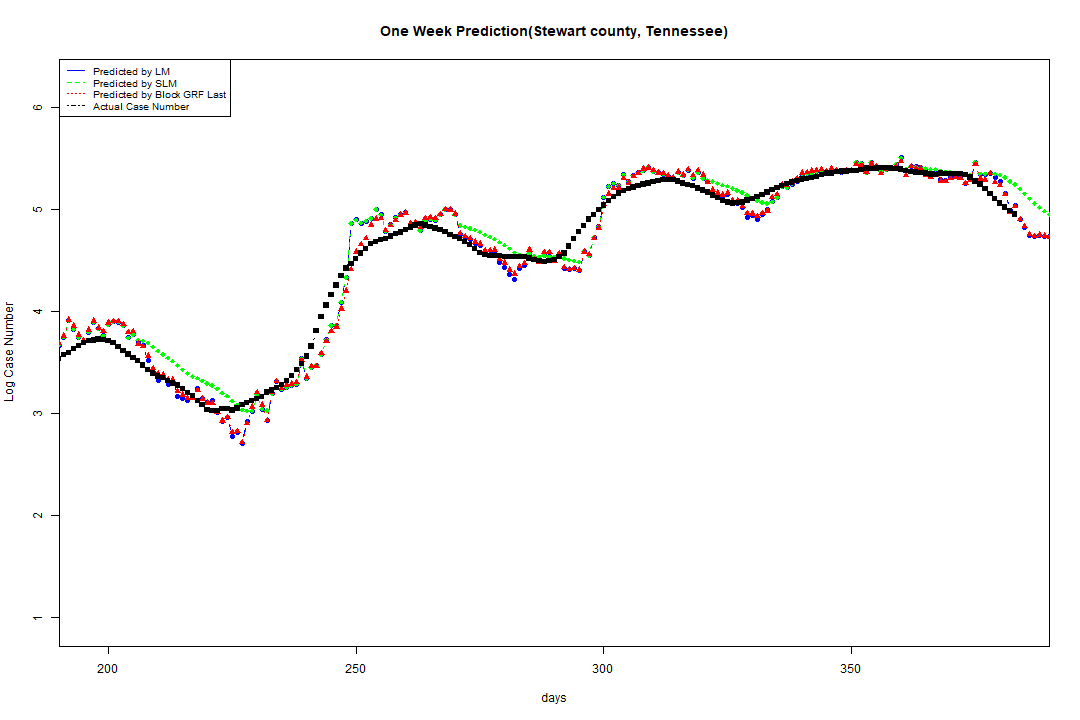 One Week Prediction(Stewart county, Tennessee)
Predicted by LM
Predicted by SLM
Predicted by Block GRF Last
Actual Case Number
6
5
4
3
2
1
Log Case Number
200 250 300 350
days